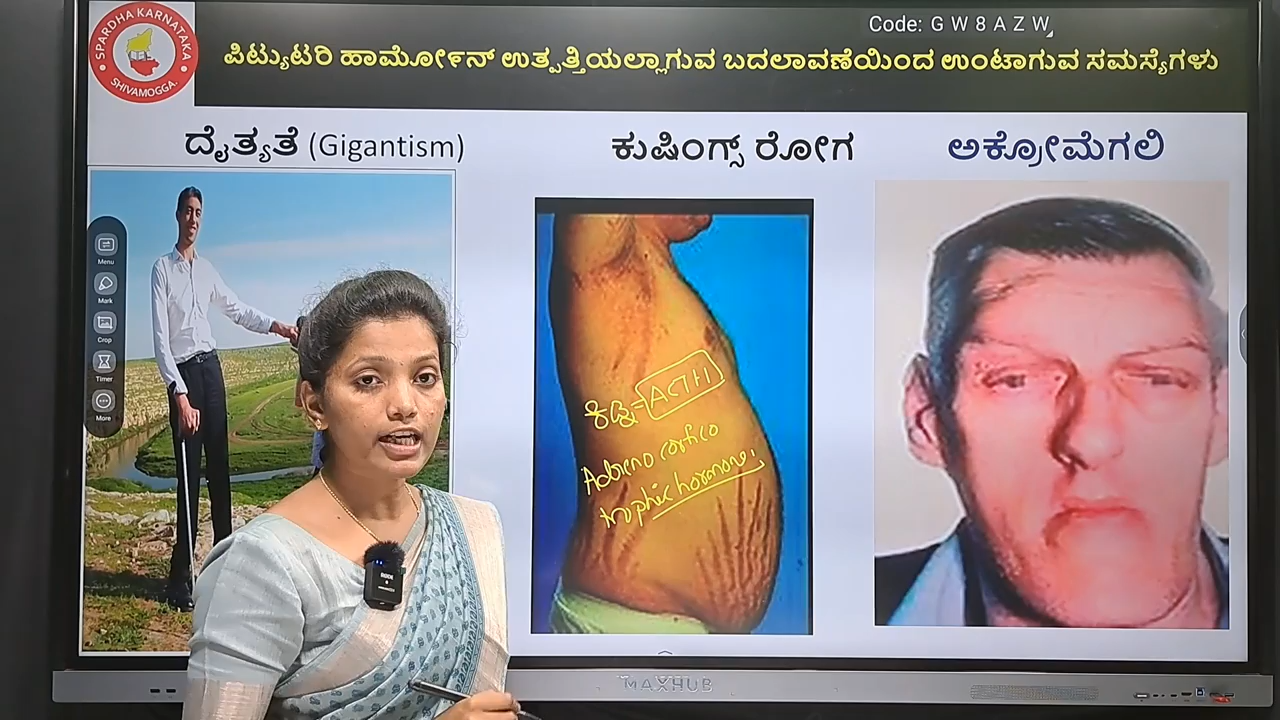 Code: G W 8 A Z W
SPARDHA KARNATAKA
SHIVAMOGGA.
ಪಿಟ್ಯುಟರಿ ಹಾರ್ಮೋನ್ ಉತ್ಪತ್ತಿಯಲ್ಲಾಗುವ ಬದಲಾವಣೆಯಿಂದ ಉಂಟಾಗುವ ಸಮಸ್ಯೆಗಳು
ದೈತ್ಯತೆ (Gigantism)
ಕುಷಿಂಗ್ಸ್ ರೋಗ
ಅಕ್ರೋಮೆಗಲಿ
Menu
Mark
Crop
Timer
More
ACTH
Adreno cortico
trophic hormone.
RODE
MAXHUB